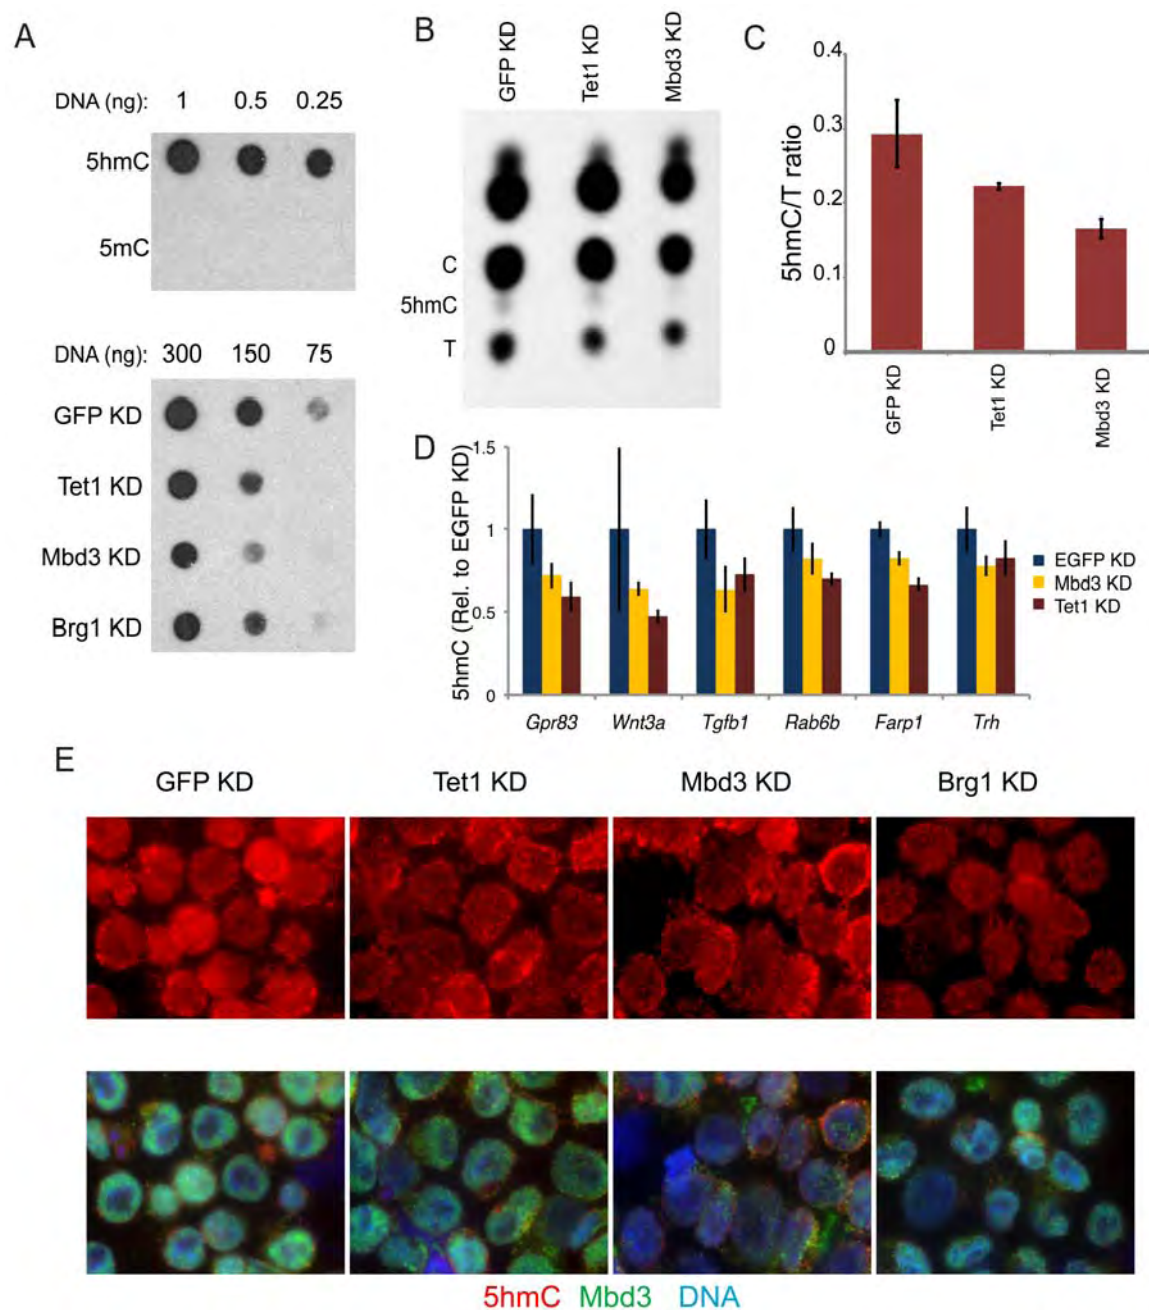 A
DNA (ng): 1 0.5 0.25
5hmC
5mC
DNA (ng): 300 150 75
GFP KD
Tet1 KD
Mbd3 KD
Brg1 KD
B
GFP KD
Tet1 KD
Mbd3 KD
C
5hmC
T
C
5hmC/T ratio
0.4
0.3
0.2
0.1
0
GFP KD
Tet1 KD
Mbd3 KD
D
5hmC (Rel. to EGFP KD)
1.5
1
0.5
0
Gpr83 Wnt3a Tgfb1 Rab6b Farp1 Trh
EGFP KD
Mbd3 KD
Tet1 KD
E
GFP KD Tet1 KD Mbd3 KD Brg1 KD
5hmC Mbd3 DNA